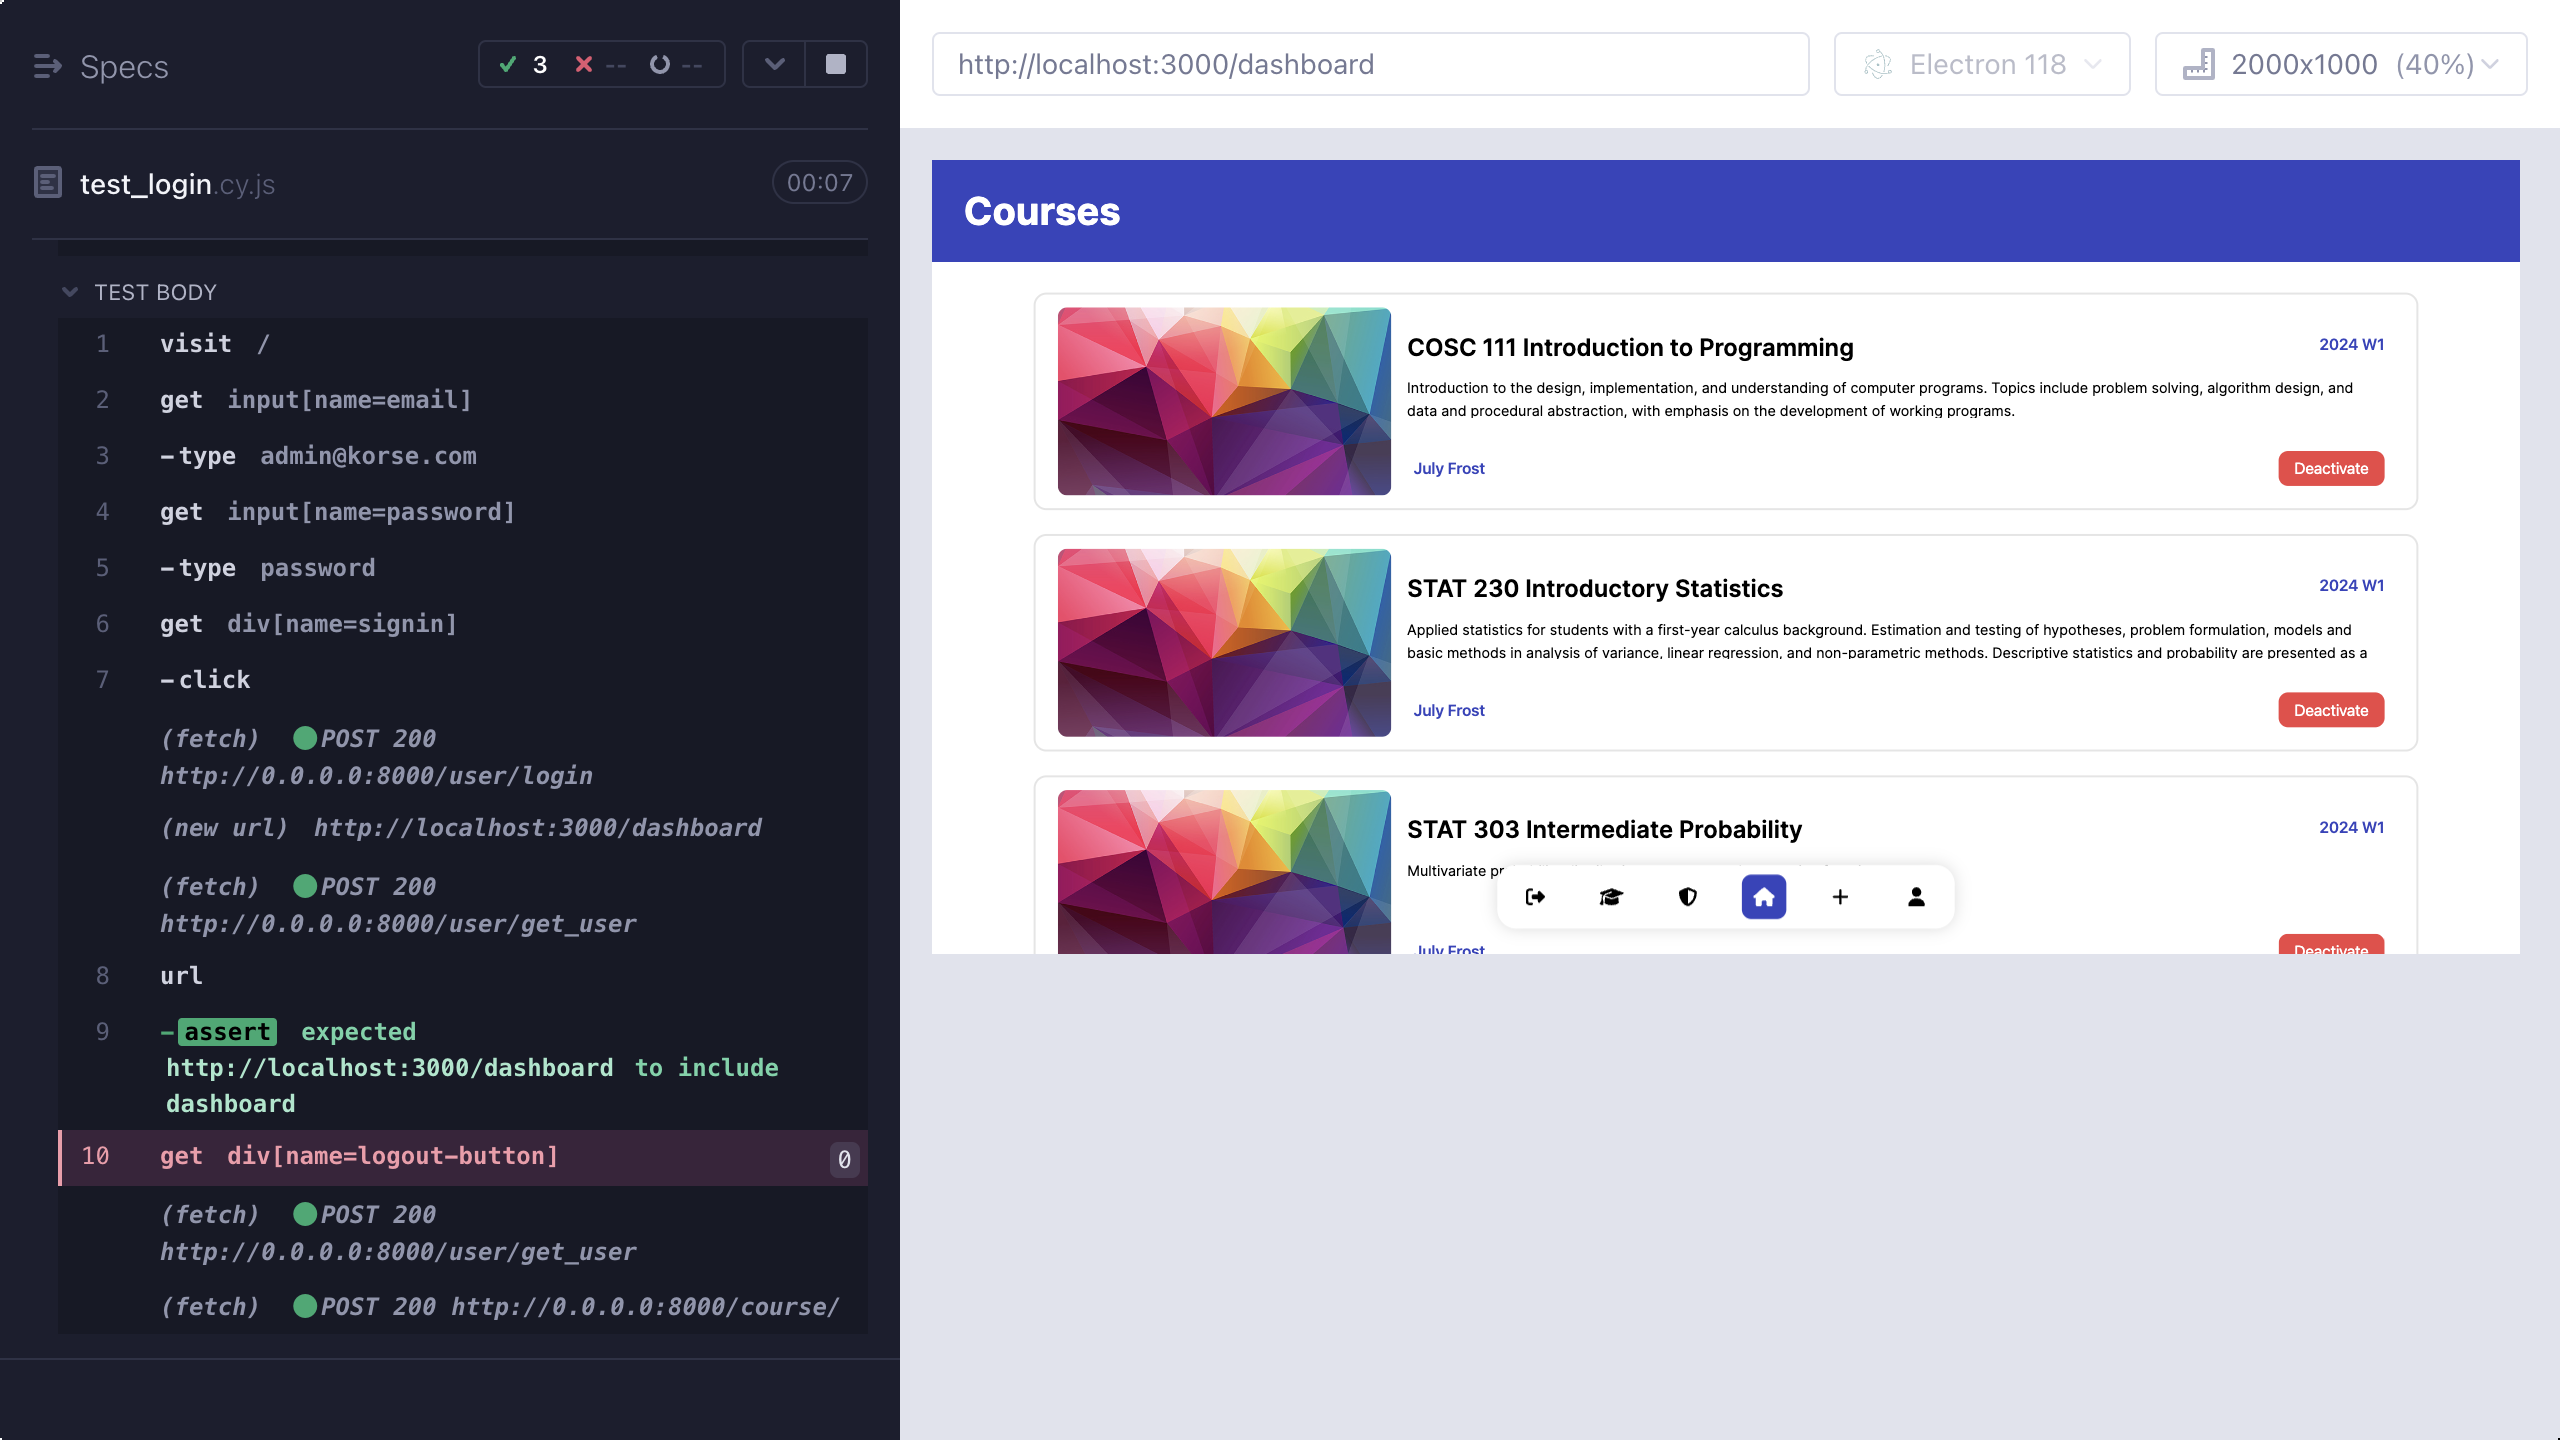 Specs
3 -- --
test_login.cy.js 00:07
TEST BODY
1 visit /
2 get input[name=email]
3 -type admin@korse.com
4 get input[name=password]
5 -type password
6 get div[name=signin]
7 -click
(fetch) POST 200
http://0.0.0.0:8000/user/login
(new url) http://localhost:3000/dashboard
(fetch) POST 200
http://0.0.0.0:8000/user/get_user
8 url
9 -assert expected
http://localhost:3000/dashboard to include
dashboard
10 get div[name=logout-button] 0
(fetch) POST 200
http://0.0.0.0:8000/user/get_user
(fetch) POST 200 http://0.0.0.0:8000/course/
http://localhost:3000/dashboard
Electron 118
2000x1000 (40%)
Courses
COSC 111 Introduction to Programming
2024 W1
Introduction to the design, implementation, and understanding of computer programs. Topics include problem solving, algorithm design, and
data and procedural abstraction, with emphasis on the development of working programs.
July Frost
Deactivate
STAT 230 Introductory Statistics
2024 W1
Applied statistics for students with a first-year calculus background. Estimation and testing of hypotheses, problem formulation, models and
basic methods in analysis of variance, linear regression, and non-parametric methods. Descriptive statistics and probability are presented as a
July Frost
Deactivate
STAT 303 Intermediate Probability
2024 W1
Multivariate
July Frost
Deactivate